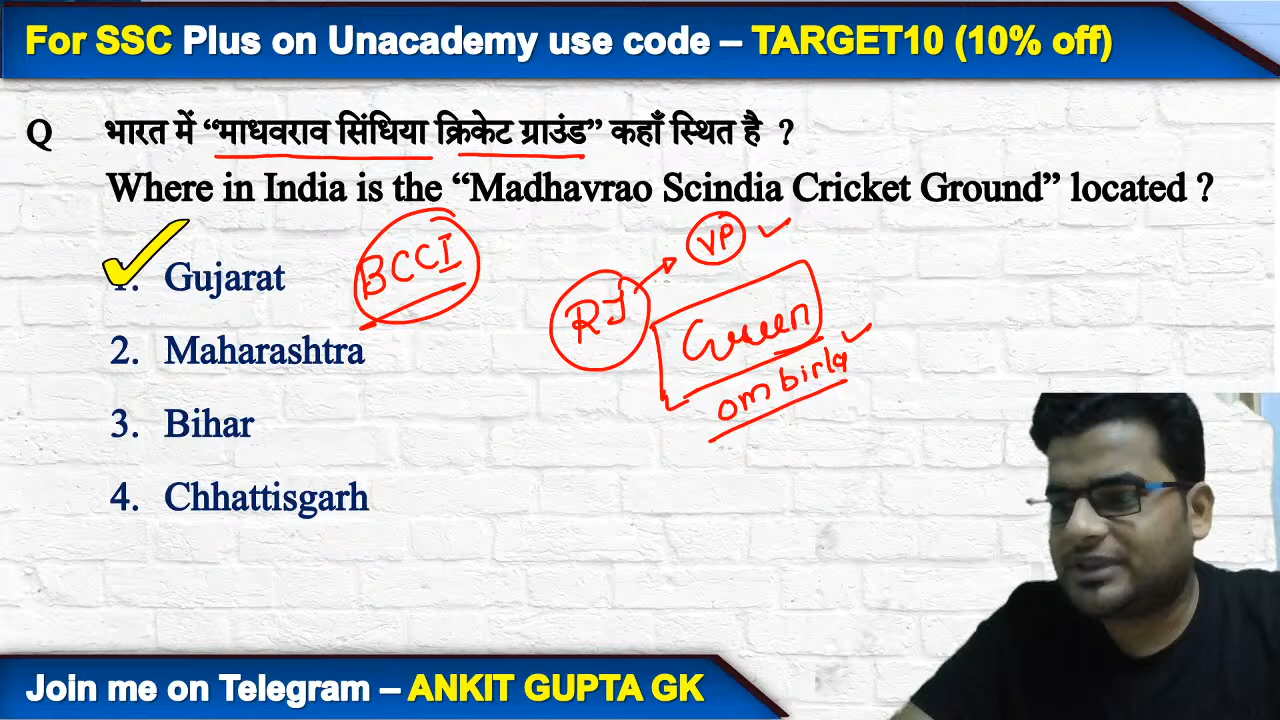 For SSC Plus on Unacademy use code – TARGET10 (10% off)
Q भारत में “माधवराव सिंधिया क्रिकेट ग्राउंड” कहाँ स्थित है ?
Where in India is the “Madhavrao Scindia Cricket Ground” located ?
1. Gujarat
2. Maharashtra
3. Bihar
4. Chhattisgarh
BCCI
VP
RJ
Green
om birla
Join me on Telegram – ANKIT GUPTA GK